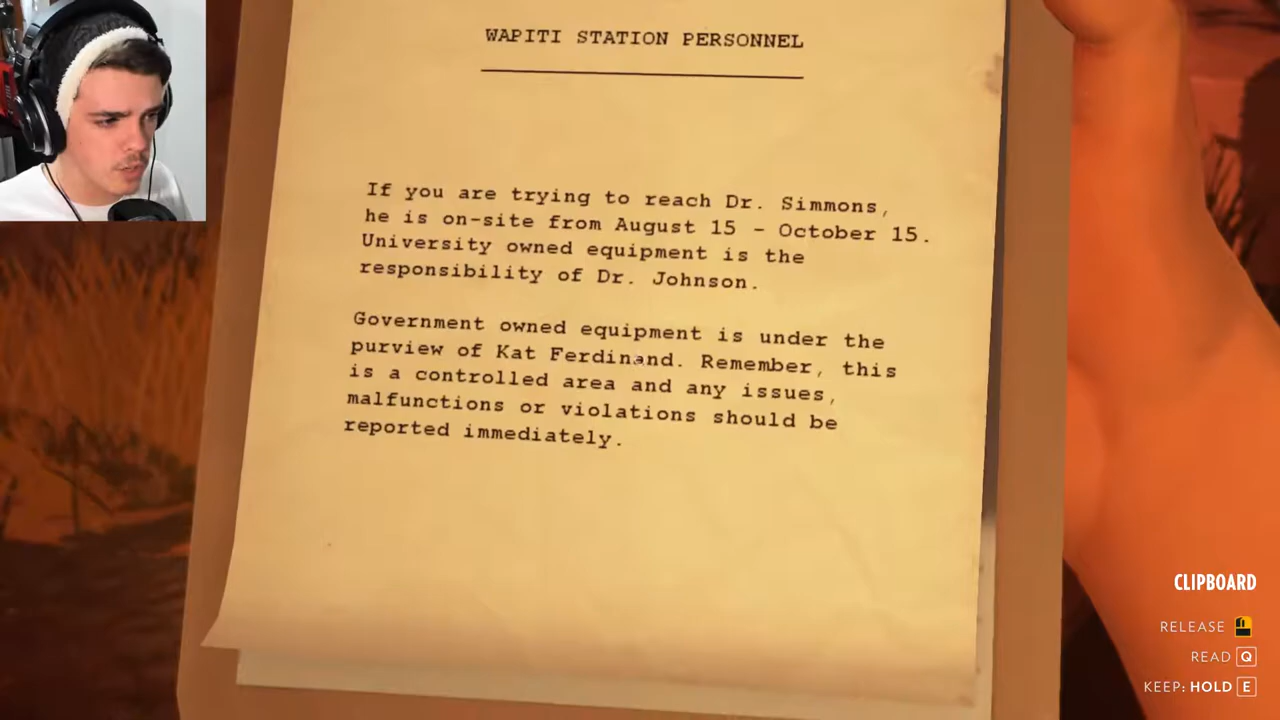 WAPITI STATION PERSONNEL
If you are trying to reach Dr. Simmons,
he is on-site from August 15 - October 15.
University owned equipment is the
responsibility of Dr. Johnson.
Government owned equipment is under the
purview of Kat Ferdinand. Remember, this
is a controlled area and any issues,
malfunctions or violations should be
reported immediately.
CLIPBOARD
RELEASE
READ Q
KEEP: HOLD E